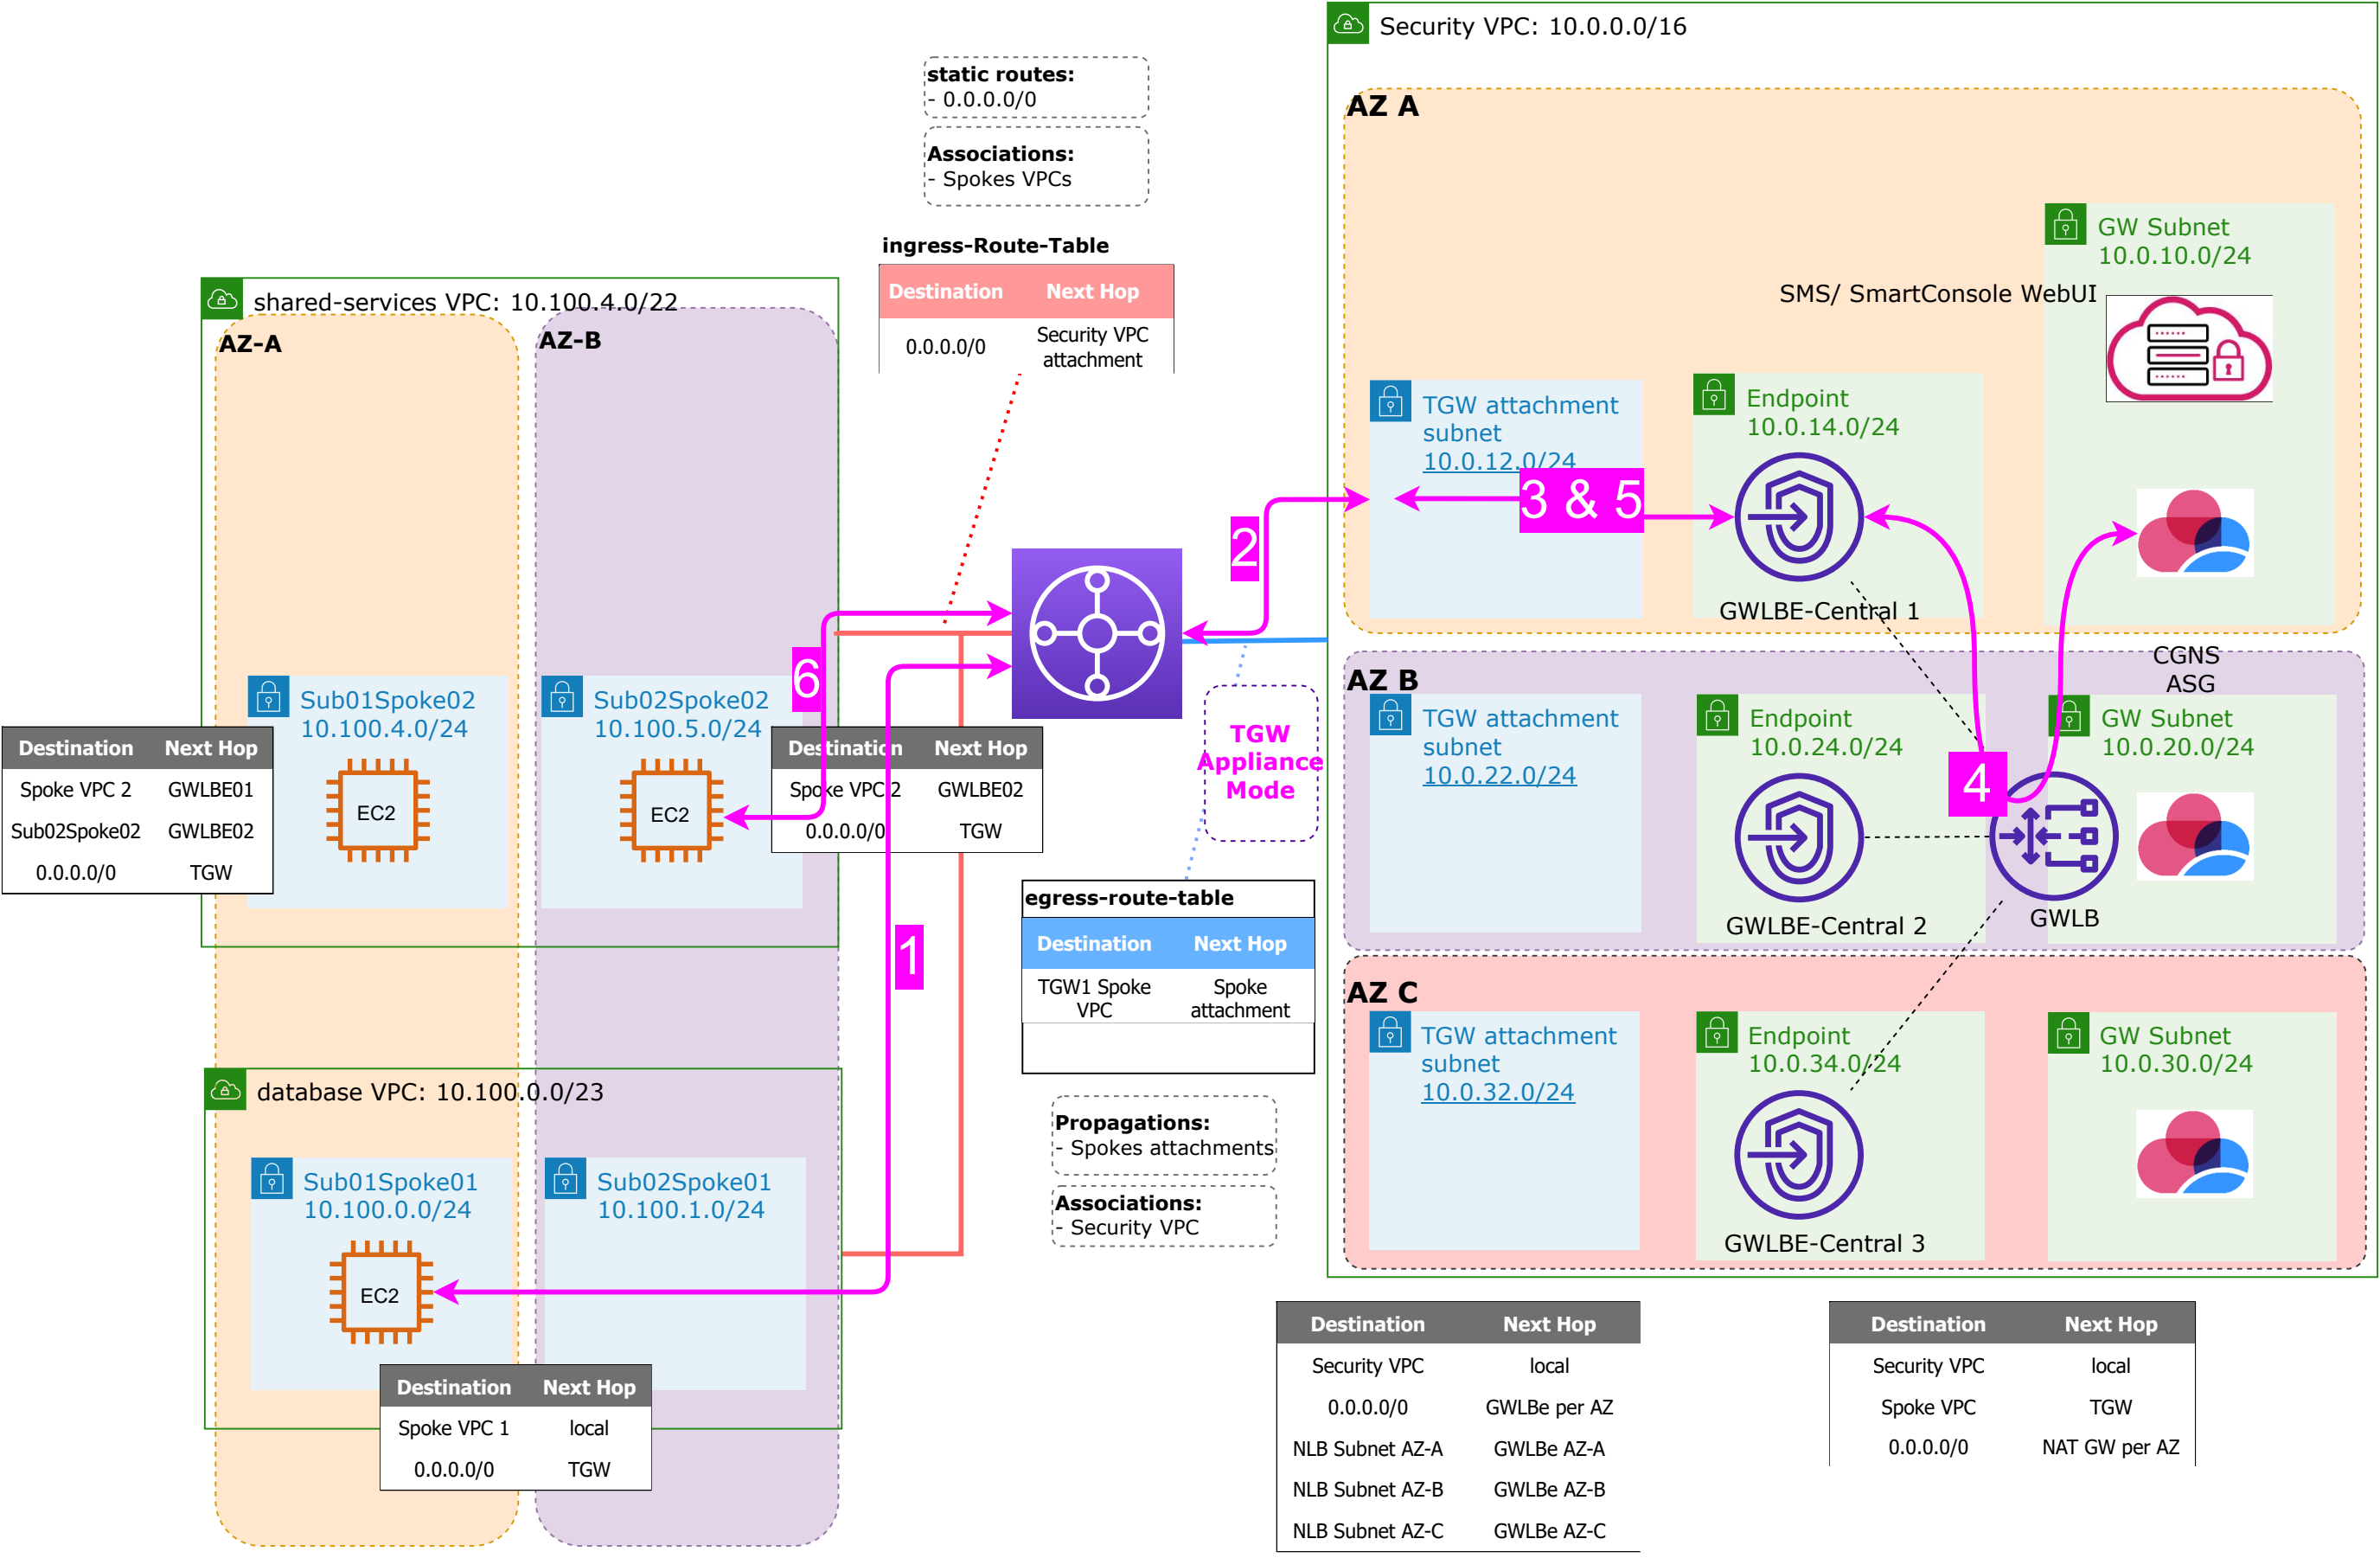 Security VPC: 10.0.0.0/16
static routes:
- 0.0.0.0/0
Associations:
- Spokes VPCs
ingress-Route-Table
Destination Next Hop
0.0.0.0/0 Security VPC
attachment
shared-services VPC: 10.100.4.0/22
AZ-A
AZ-B
Sub01Spoke02
10.100.4.0/24
EC2
Sub02Spoke02
10.100.5.0/24
EC2
Destination Next Hop
Spoke VPC 2 GWLBE01
Sub02Spoke02 GWLBE02
0.0.0.0/0 TGW
Destination Next Hop
Spoke VPC 2 GWLBE02
0.0.0.0/0 TGW
6
1
2
TGW
Appliance
Mode
egress-route-table
Destination Next Hop
TGW1 Spoke
VPC
Spoke
attachment
Propagations:
- Spokes attachments
Associations:
- Security VPC
database VPC: 10.100.0.0/23
Sub01Spoke01
10.100.0.0/24
EC2
Sub02Spoke01
10.100.1.0/24
Destination Next Hop
Spoke VPC 1 local
0.0.0.0/0 TGW
AZ A
GW Subnet
10.0.10.0/24
SMS/ SmartConsole WebUI
TGW attachment
subnet
10.0.12.0/24
Endpoint
10.0.14.0/24
3 & 5
GWLBE-Central 1
CGNS
ASG
AZ B
TGW attachment
subnet
10.0.22.0/24
Endpoint
10.0.24.0/24
GW Subnet
10.0.20.0/24
4
GWLBE-Central 2
GWLB
AZ C
TGW attachment
subnet
10.0.32.0/24
Endpoint
10.0.34.0/24
GW Subnet
10.0.30.0/24
GWLBE-Central 3
Destination Next Hop
Security VPC local
0.0.0.0/0 GWLBe per AZ
NLB Subnet AZ-A GWLBe AZ-A
NLB Subnet AZ-B GWLBe AZ-B
NLB Subnet AZ-C GWLBe AZ-C
Destination Next Hop
Security VPC local
Spoke VPC TGW
0.0.0.0/0 NAT GW per AZ